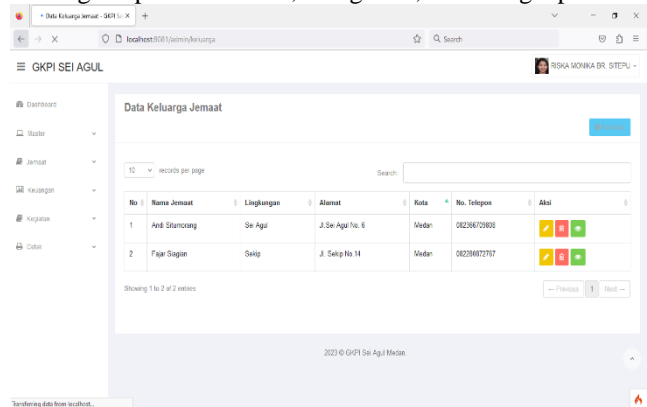 Data Keluarga Jemaat - GKPI Se
localhost:8081/admin/keluarga
Search
GKPI SEI AGUL
RISKA MONIKA BR. SITEPU
Dashboard
Master
Jemaat
Keuangan
Kegiatan
Cetak
Data Keluarga Jemaat
10 records per page
Search:
No Nama Jemaat Lingkungan Alamat Kota No. Telepon Aksi
1 Andi Situmorang Sei Agul Jl.Sei Agul No. 6 Medan 082366709808
2 Fajar Siagian Sekip Jl. Sekip No.14 Medan 082280872767
Showing 1 to 2 of 2 entries
← Previous 1 Next →
2023 © GKPI Sei Agul Medan.
Transferring data from localhost...